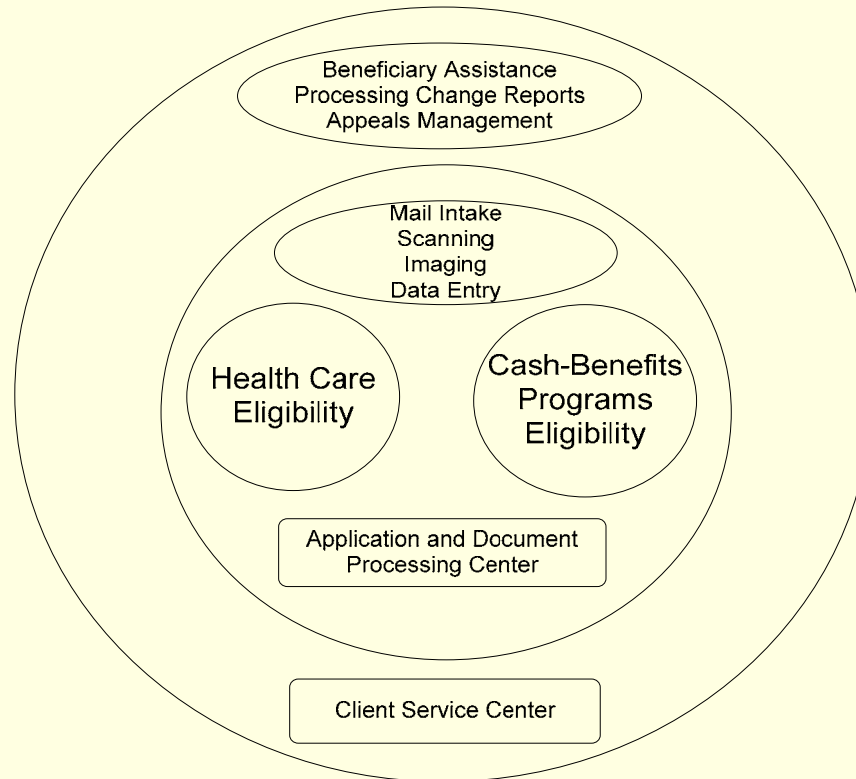 Beneficiary Assistance
Processing Change Reports
Appeals Management
Mail Intake
Scanning
Imaging
Data Entry
Health Care
Eligibility
Cash-Benefits
Programs
Eligibility
Application and Document
Processing Center
Client Service Center